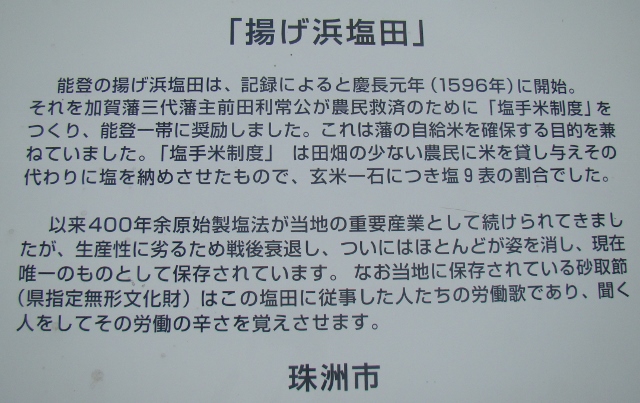 「揚げ浜塩田」
能登の揚げ浜塩田は、記録によると慶長元年(1596年)に開始。
それを加賀藩三代藩主前田利常公が農民救済のために「塩手米制度」を
つくり、能登一帯に奨励しました。これは藩の自給米を確保する目的を兼
ねていました。「塩手米制度」 は田畑の少ない農民に米を貸し与えその
代わりに塩を納めさせたもので、玄米一石につき塩9表の割合でした。
以来400年余原始製塩法が当地の重要産業として続けられてきまし
たが、生産性に劣るため戦後衰退し、ついにはほとんどが姿を消し、現在
唯一のものとして保存されています。 なお当地に保存されている砂取節
(県指定無形文化財) はこの塩田に従事した人たちの労働歌であり、聞く
人をしてその労働の辛さを覚えさせます。
珠洲市